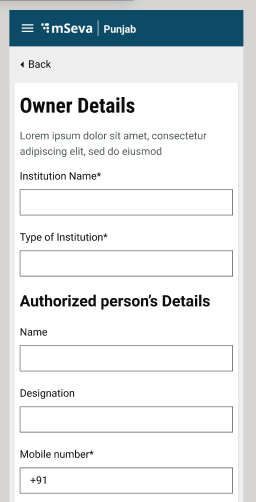 mSeva | Punjab
Back
Owner Details
Lorem ipsum dolor sit amet, consectetur
adipiscing elit, sed do eiusmod
Institution Name*
Type of Institution*
Authorized person's Details
Name
Designation
Mobile number*
+91